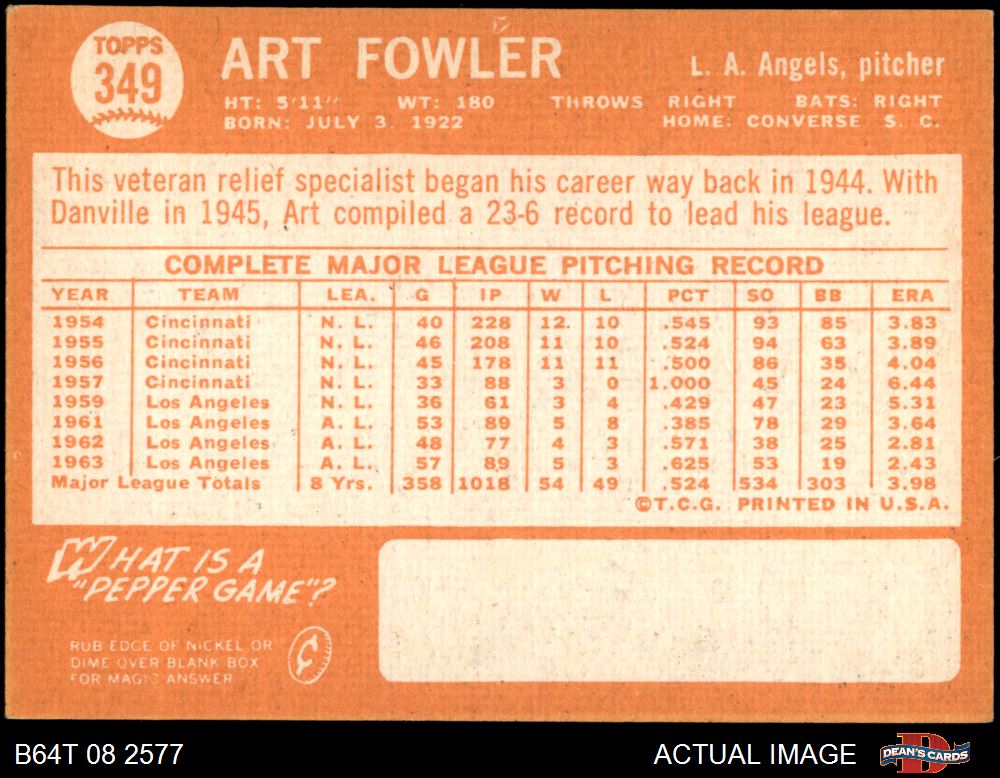 TOPPS
349
ART FOWLER
L. A. Angels, pitcher
HT: 5'11" WT: 180 THROWS RIGHT BATS: RIGHT
BORN: JULY 3. 1922 HOME: CONVERSE S. C.
This veteran relief specialist began his career way back in 1944. With
Danville in 1945, Art compiled a 23-6 record to lead his league.
COMPLETE MAJOR LEAGUE PITCHING RECORD
YEAR TEAM LEA. G IP W L PCT SO BB ERA
1954 Cincinnati N. L. 40 228 12. 10 .545 93 85 3.83
1955 Cincinnati N. L. 46 208 11 10 .524 94 63 3.89
1956 Cincinnati N. L. 45 178 11 11 .500 86 35 4.04
1957 Cincinnati N. L. 33 88 3 0 1.000 45 24 6.44
1959 Los Angeles N. L. 36 61 3 4 .429 47 23 5.31
1961 Los Angeles A. L. 53 89 5 8 .385 78 29 3.64
1962 Los Angeles A. L. 48 77 4 3 .571 38 25 2.81
1963 Los Angeles A. L. 57 89 5 3 .625 53 19 2.43
Major League Totals 8 Yrs. 358 1018 54 49 .524 534 303 3.98
©T.C.G. PRINTED IN U.S.A.
WHAT IS A
"PEPPER GAME"?
RUB EDGE OF NICKEL OR
DIME OVER BLANK BOX
FOR MAGIC ANSWER
¢
B64T 08 2577 ACTUAL IMAGE DEAN'S CARDS